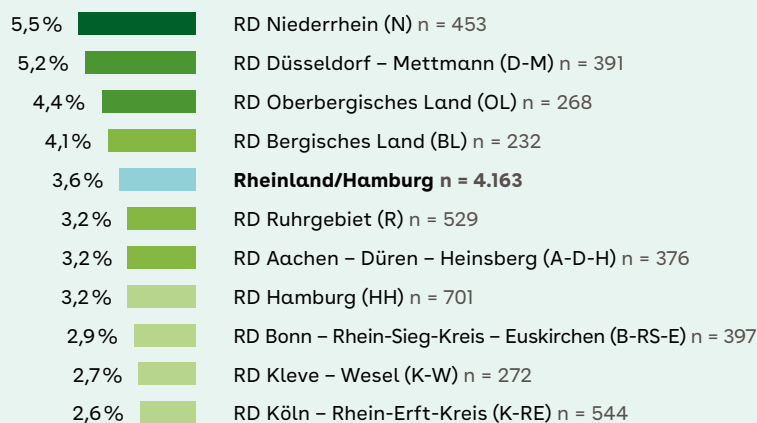 5,5 % RD Niederrhein (N) n = 453
5,2 % RD Düsseldorf – Mettmann (D-M) n = 391
4,4 % RD Oberbergisches Land (OL) n = 268
4,1 % RD Bergisches Land (BL) n = 232
3,6 % Rheinland/Hamburg n = 4.163
3,2 % RD Ruhrgebiet (R) n = 529
3,2 % RD Aachen – Düren – Heinsberg (A-D-H) n = 376
3,2 % RD Hamburg (HH) n = 701
2,9 % RD Bonn – Rhein-Sieg-Kreis – Euskirchen (B-RS-E) n = 397
2,7 % RD Kleve – Wesel (K-W) n = 272
2,6 % RD Köln – Rhein-Erft-Kreis (K-RE) n = 544